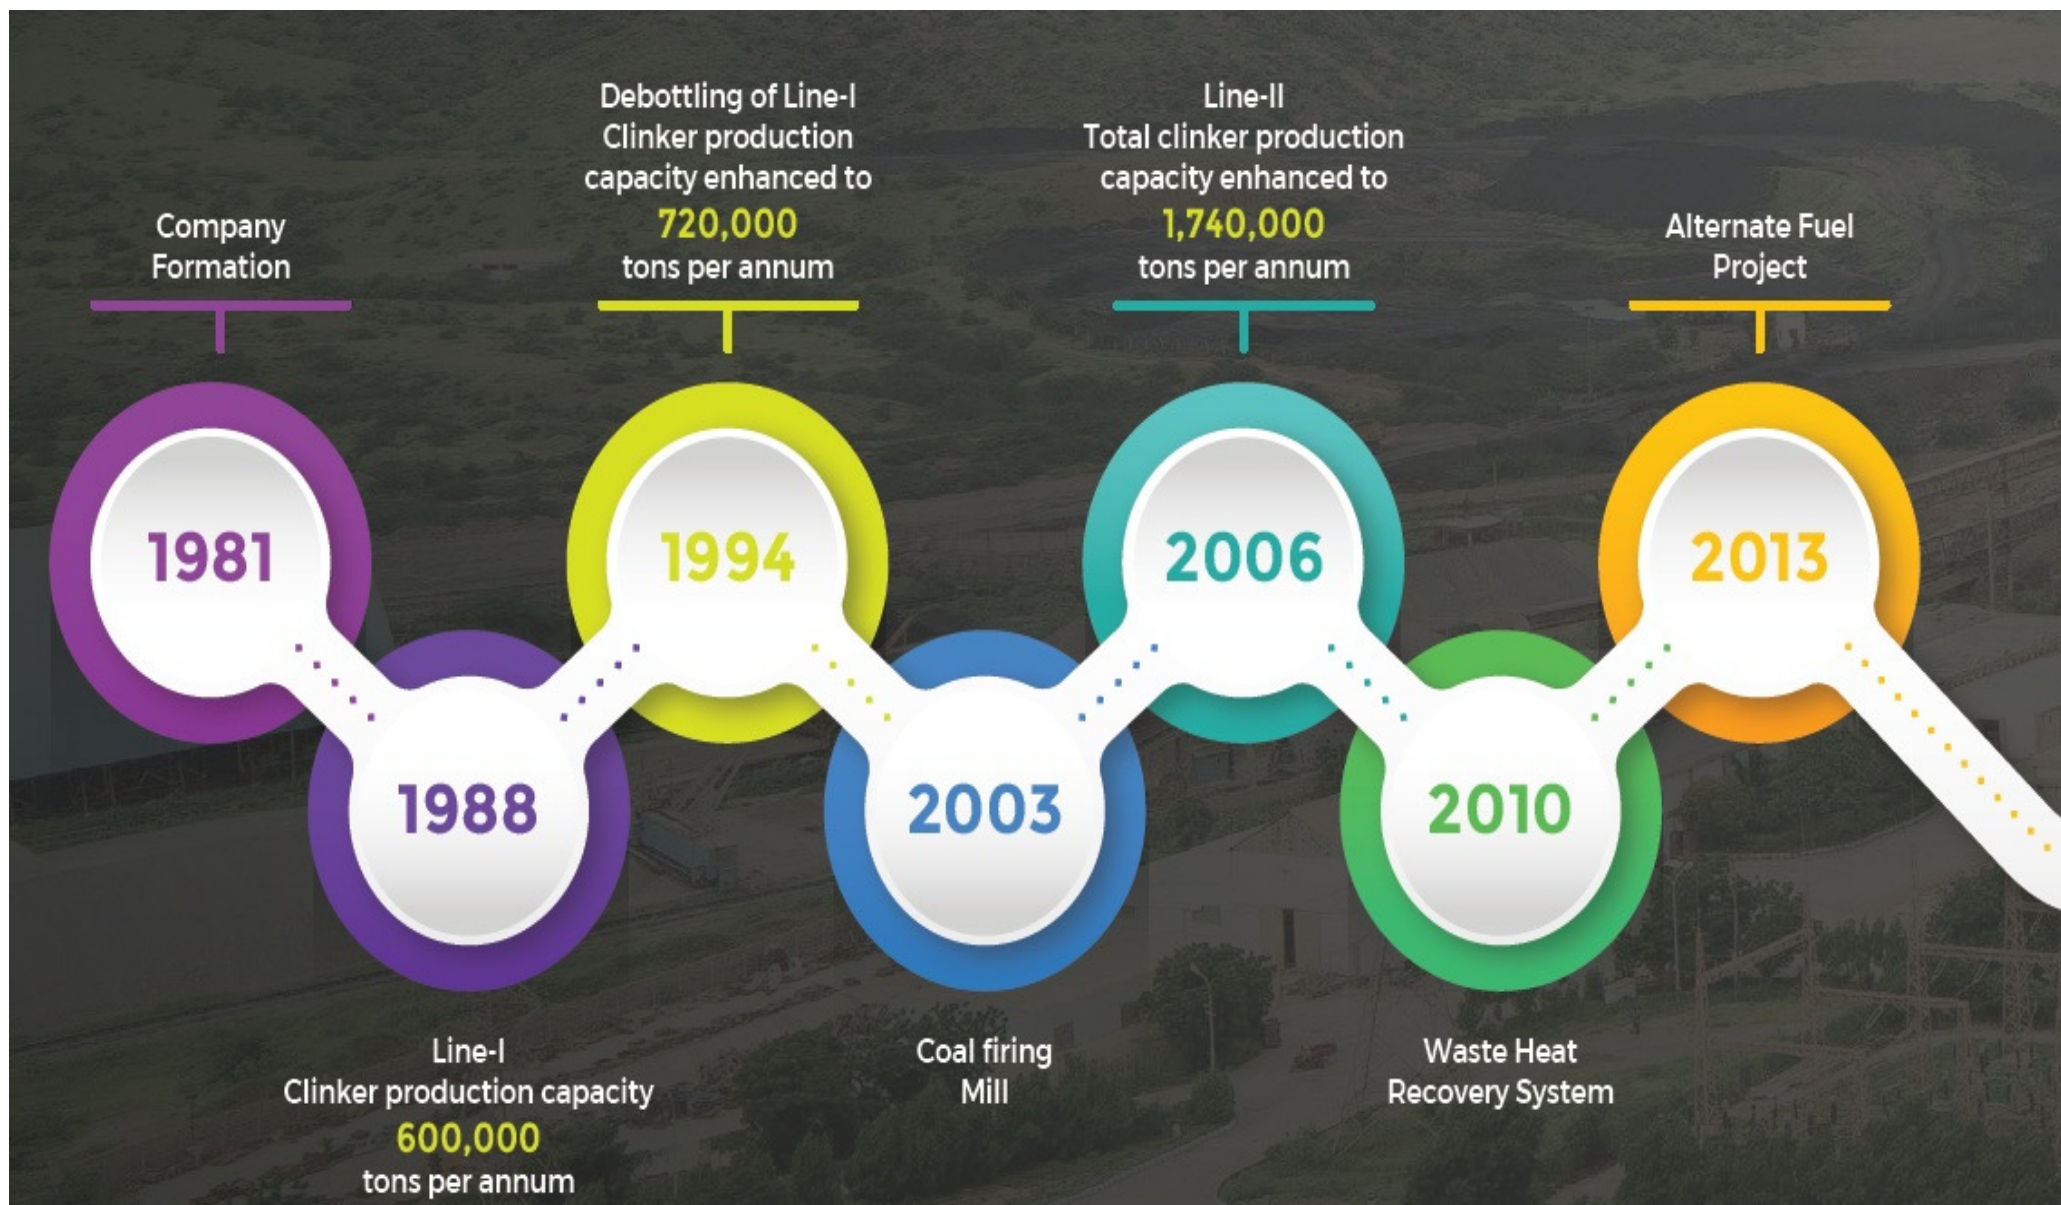 Company
Formation
1981
Line-I
Clinker production capacity
600,000
tons per annum
1988
Debottling of Line-I
Clinker production
capacity enhanced to
720,000
tons per annum
1994
Coal firing
Mill
2003
Line-II
Total clinker production
capacity enhanced to
1,740,000
tons per annum
2006
Waste Heat
Recovery System
2010
Alternate Fuel
Project
2013